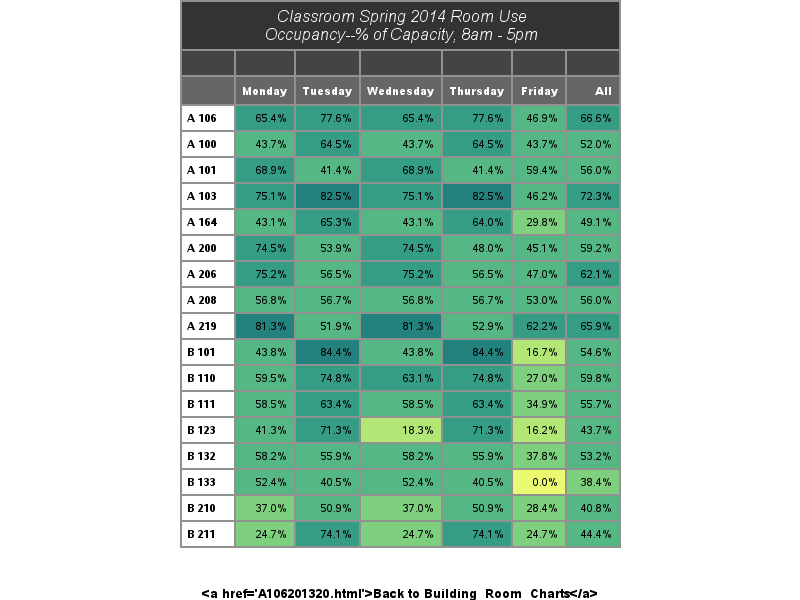 Classroom Spring 2014 Room Use
Occupancy--% of Capacity, 8am - 5pm
Monday Tuesday Wednesday Thursday Friday All
A 106 65.4% 77.6% 65.4% 77.6% 46.9% 66.6%
A 100 43.7% 64.5% 43.7% 64.5% 43.7% 52.0%
A 101 68.9% 41.4% 68.9% 41.4% 59.4% 56.0%
A 103 75.1% 82.5% 75.1% 82.5% 46.2% 72.3%
A 164 43.1% 65.3% 43.1% 64.0% 29.8% 49.1%
A 200 74.5% 53.9% 74.5% 48.0% 45.1% 59.2%
A 206 75.2% 56.5% 75.2% 56.5% 47.0% 62.1%
A 208 56.8% 56.7% 56.8% 56.7% 53.0% 56.0%
A 219 81.3% 51.9% 81.3% 52.9% 62.2% 65.9%
B 101 43.8% 84.4% 43.8% 84.4% 16.7% 54.6%
B 110 59.5% 74.8% 63.1% 74.8% 27.0% 59.8%
B 111 58.5% 63.4% 58.5% 63.4% 34.9% 55.7%
B 123 41.3% 71.3% 18.3% 71.3% 16.2% 43.7%
B 132 58.2% 55.9% 58.2% 55.9% 37.8% 53.2%
B 133 52.4% 40.5% 52.4% 40.5% 0.0% 38.4%
B 210 37.0% 50.9% 37.0% 50.9% 28.4% 40.8%
B 211 24.7% 74.1% 24.7% 74.1% 24.7% 44.4%
<a href='A106201320.html'>Back to Building_Room_Charts</a>